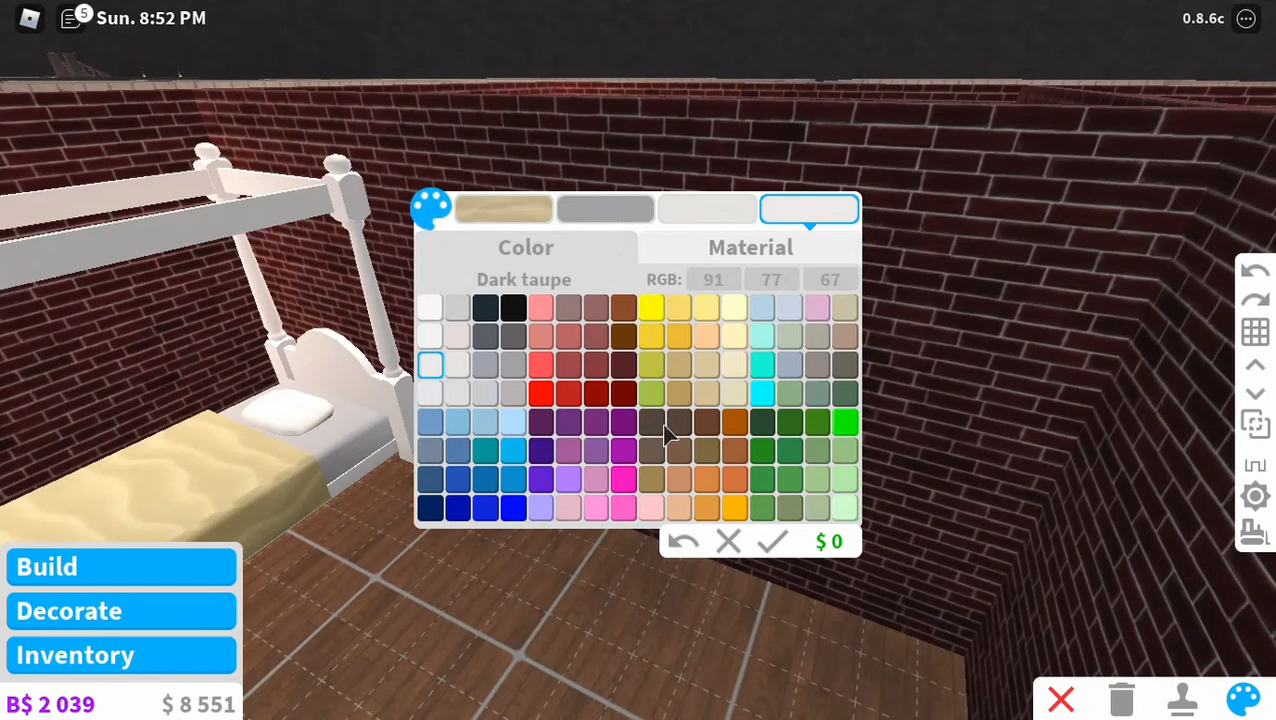 5 Sun. 8:52 PM
0.8.6c
Color
Material
Dark taupe
RGB: 91 77 67
$ 0
Build
Decorate
Inventory
B$ 2 039 $ 8 551